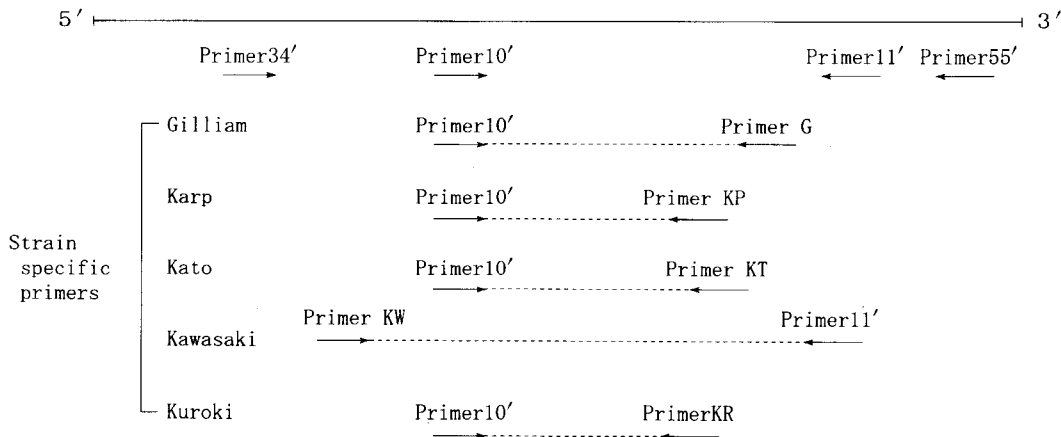 5′ 3′
Primer34′ Primer10′ Primer11′ Primer55′
Gilliam Primer10′ Primer G
Karp Primer10′ Primer KP
Strain
specific
primers
Kato Primer10′ Primer KT
Primer KW Primer11′
Kawasaki
Kuroki Primer10′ PrimerKR